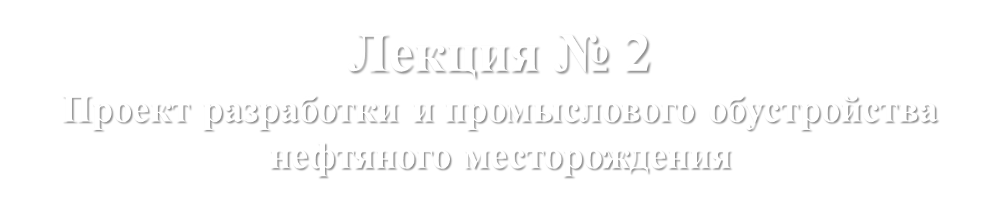 Лекция № 2
Проект разработки и промыслового обустройства
нефтяного месторождения